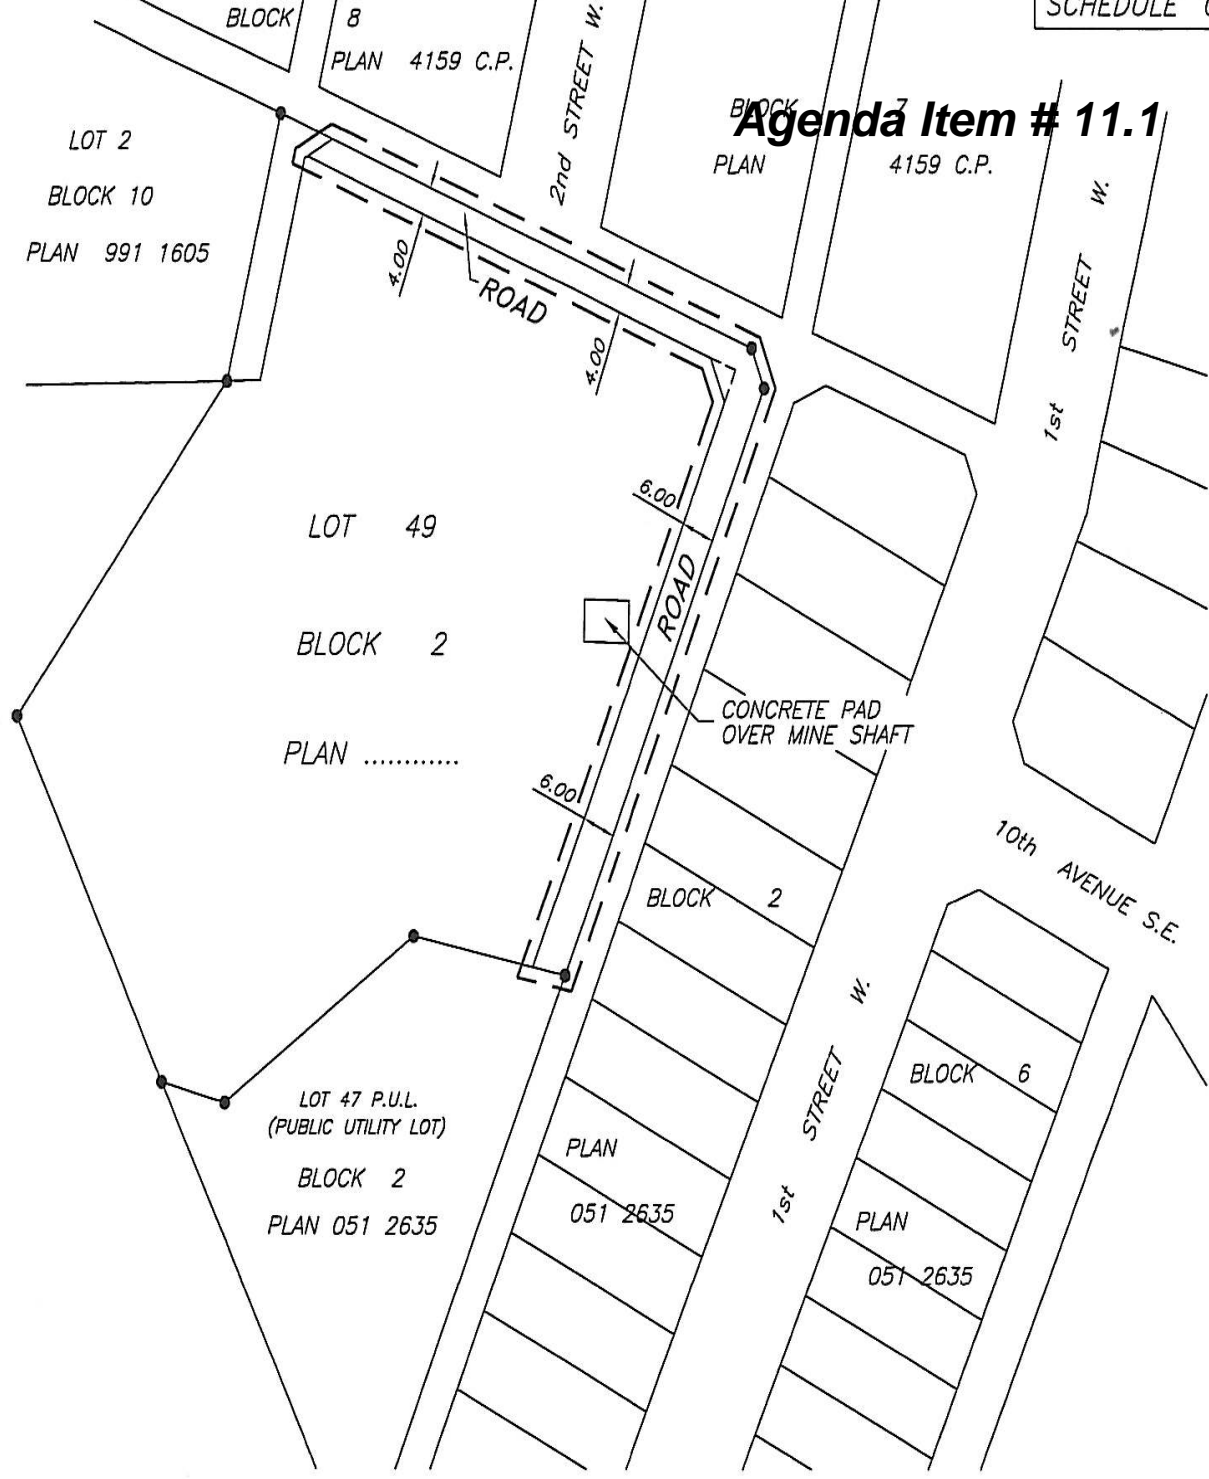 SCHEDULE
BLOCK 8
PLAN 4159 C.P.
2nd STREET W.
BLOCK 7
Agenda Item # 11.1
PLAN 4159 C.P.
LOT 2
BLOCK 10
PLAN 991 1605
1st STREET W.
4.00
ROAD
4.00
6.00
LOT 49
ROAD
BLOCK 2
CONCRETE PAD
OVER MINE SHAFT
PLAN ............
6.00
10th AVENUE S.E.
BLOCK 2
1st STREET W.
BLOCK 6
LOT 47 P.U.L.
(PUBLIC UTILITY LOT)
BLOCK 2
PLAN 051 2635
PLAN
051 2635
PLAN
051 2635